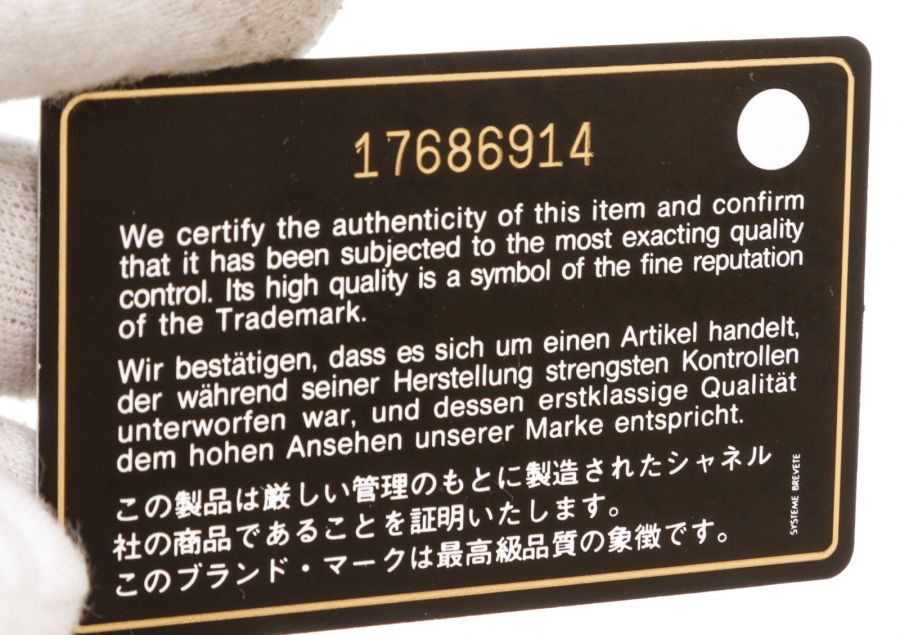 17686914
We certify the authenticity of this item and confirm
that it has been subjected to the most exacting quality
control. Its high quality is a symbol of the fine reputation
of the Trademark.
Wir bestätigen, dass es sich um einen Artikel handelt,
der während seiner Herstellung strengsten Kontrollen
unterworfen war, und dessen erstklassige Qualität
dem hohen Ansehen unserer Marke entspricht.
この製品は厳しい管理のもとに製造されたシャネル
社の商品であることを証明いたします。
このブランド・マークは最高級品質の象徴です。
SYSTEME BREVETE